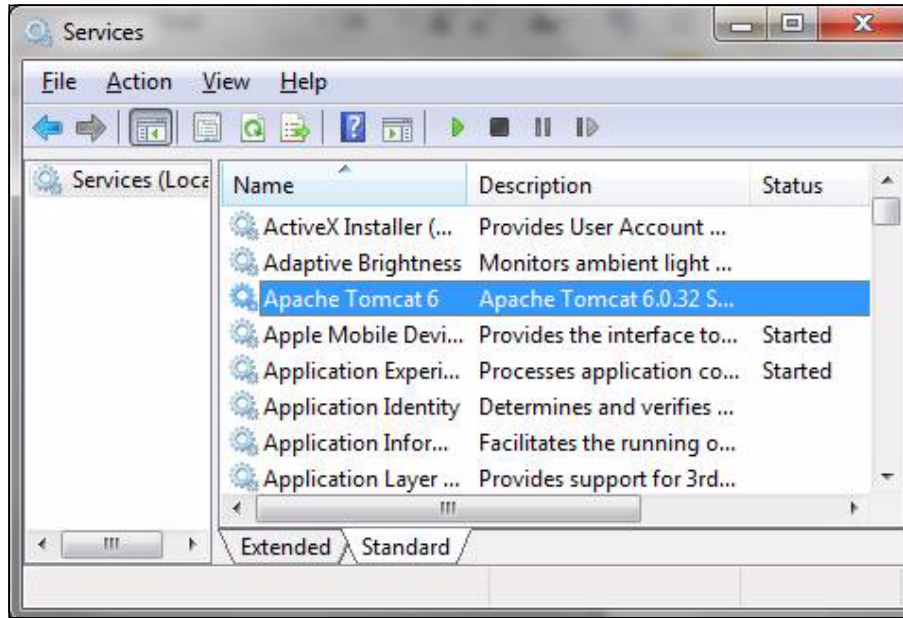 Services
File Action View Help
Services (Loca
Name Description Status
ActiveX Installer (... Provides User Account ...
Adaptive Brightness Monitors ambient light ...
Apache Tomcat 6 Apache Tomcat 6.0.32 S...
Apple Mobile Devi... Provides the interface to... Started
Application Experi... Processes application co... Started
Application Identity Determines and verifies ...
Application Infor... Facilitates the running o...
Application Layer ... Provides support for 3rd...
Extended Standard